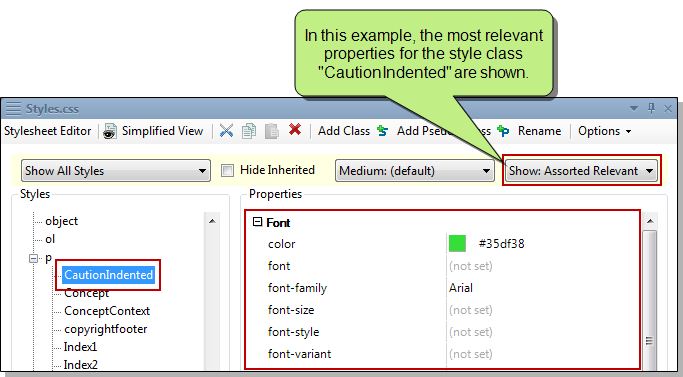 In this example, the most relevant
properties for the style class
"CautionIndented" are shown.
Styles.css
Stylesheet Editor Simplified View Add Class Add Pseu ss Rename Options
Show All Styles Hide Inherited Medium: (default) Show: Assorted Relevant
Styles Properties
object
ol
p
CautionIndented
Concept
ConceptContext
copyrightfooter
Index1
Index2
Font
color #35df38
font (not set)
font-family Arial
font-size (not set)
font-style (not set)
font-variant (not set)